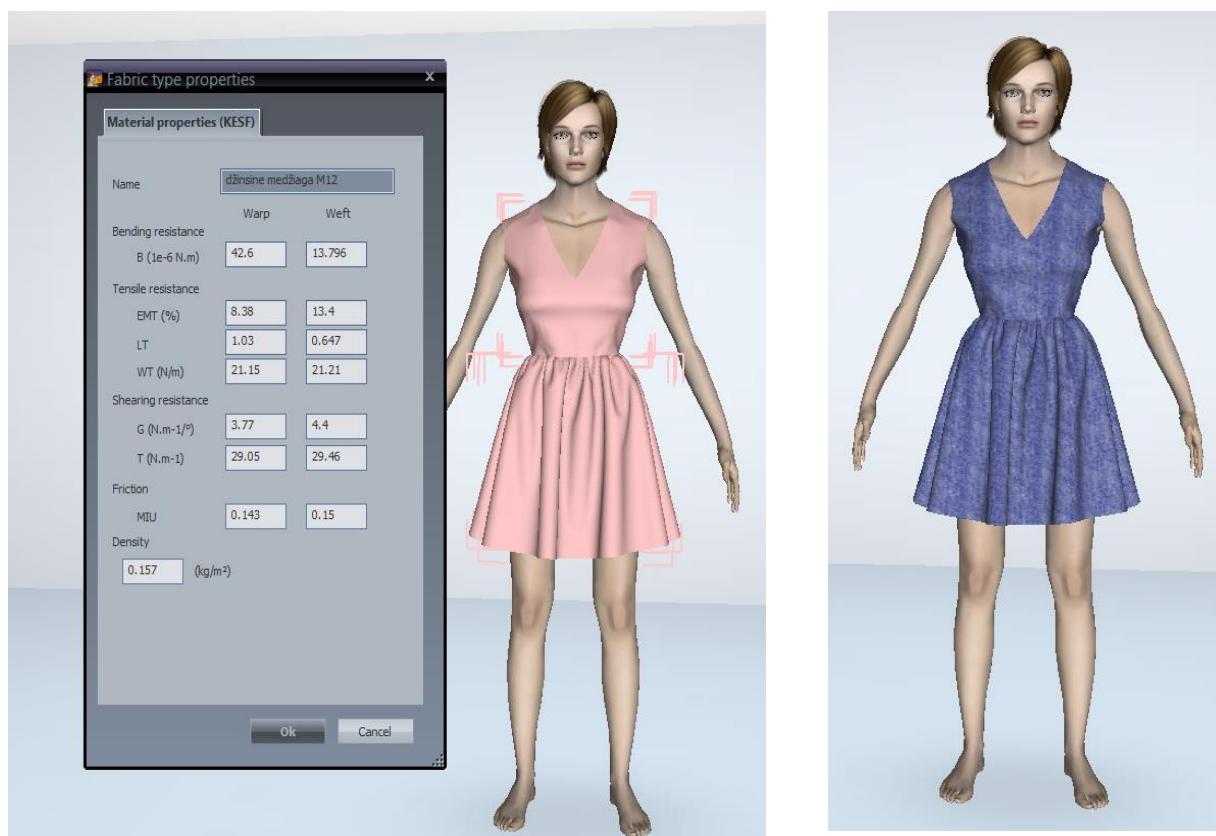 Fabric type properties x
Material properties (KESF)
Name džinsine medžiaga M12
Warp Weft
Bending resistance
B (1e-6 N.m) 42.6 13.796
Tensile resistance
EMT (%) 8.38 13.4
LT 1.03 0.647
WT (N/m) 21.15 21.21
Shearing resistance
G (N.m-1/º) 3.77 4.4
T (N.m-1) 29.05 29.46
Friction
MIU 0.143 0.15
Density
0.157 (kg/m²)
Ok Cancel